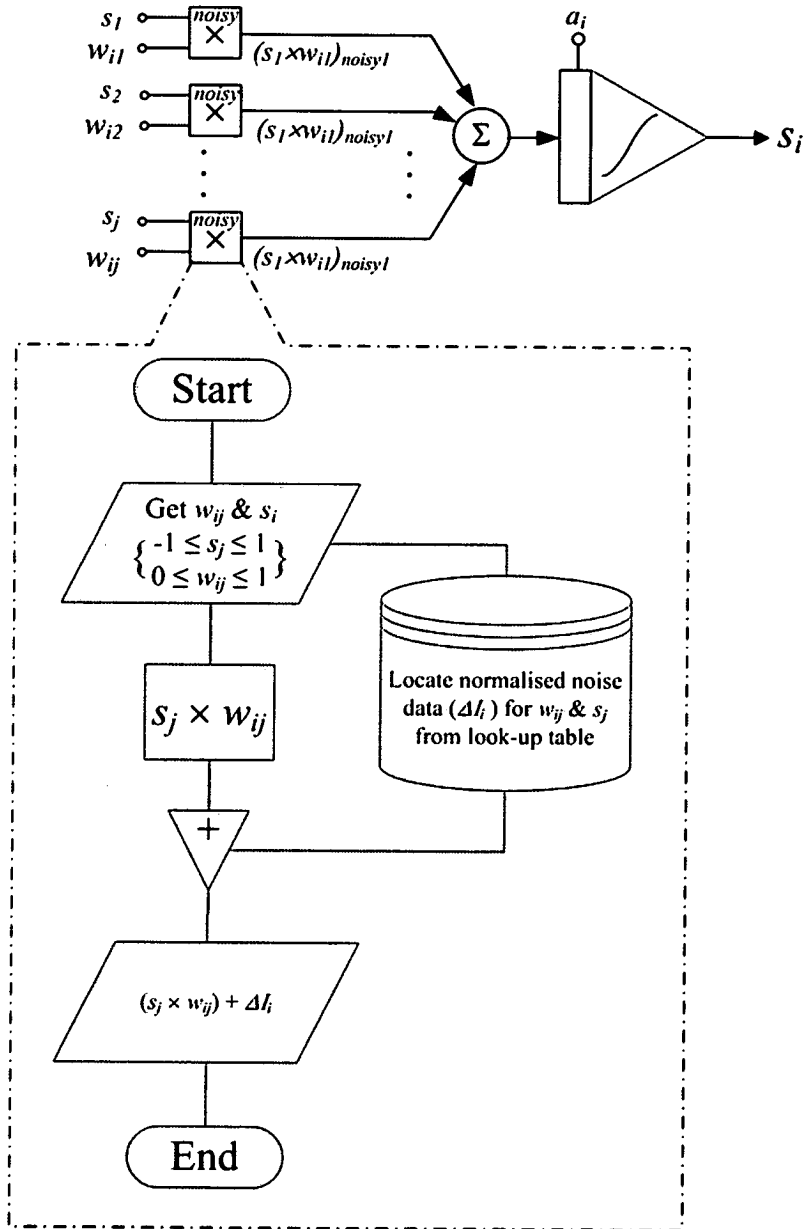 s1 noisy
wi1 × (s1×wi1)noisy1
s2 noisy
wi2 × (s1×wi1)noisy1
sj noisy
wij × (s1×wi1)noisy1
Σ
ai
si
Start
Get wij & si
{-1 ≤ sj ≤ 1
0 ≤ wij ≤ 1}
sj × wij
Locate normalised noise
data (ΔIi) for wij & sj
from look-up table
+
(sj × wij) + ΔIi
End